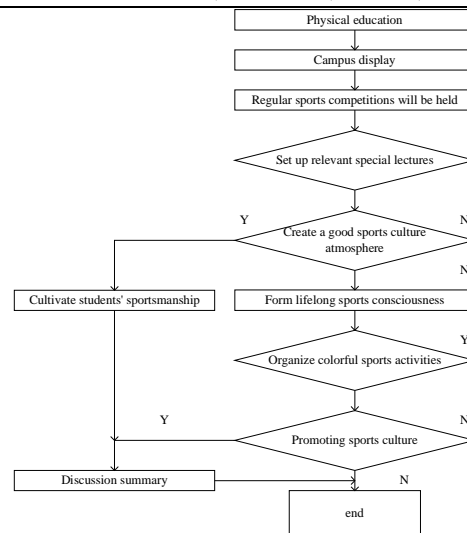 Physical education
Campus display
Regular sports competitions will be held
Set up relevant special lectures
Y
N
Create a good sports culture
atmosphere
N
Cultivate students' sportsmanship
Form lifelong sports consciousness
Y
Organize colorful sports activities
Y
N
Promoting sports culture
Discussion summary
N
end